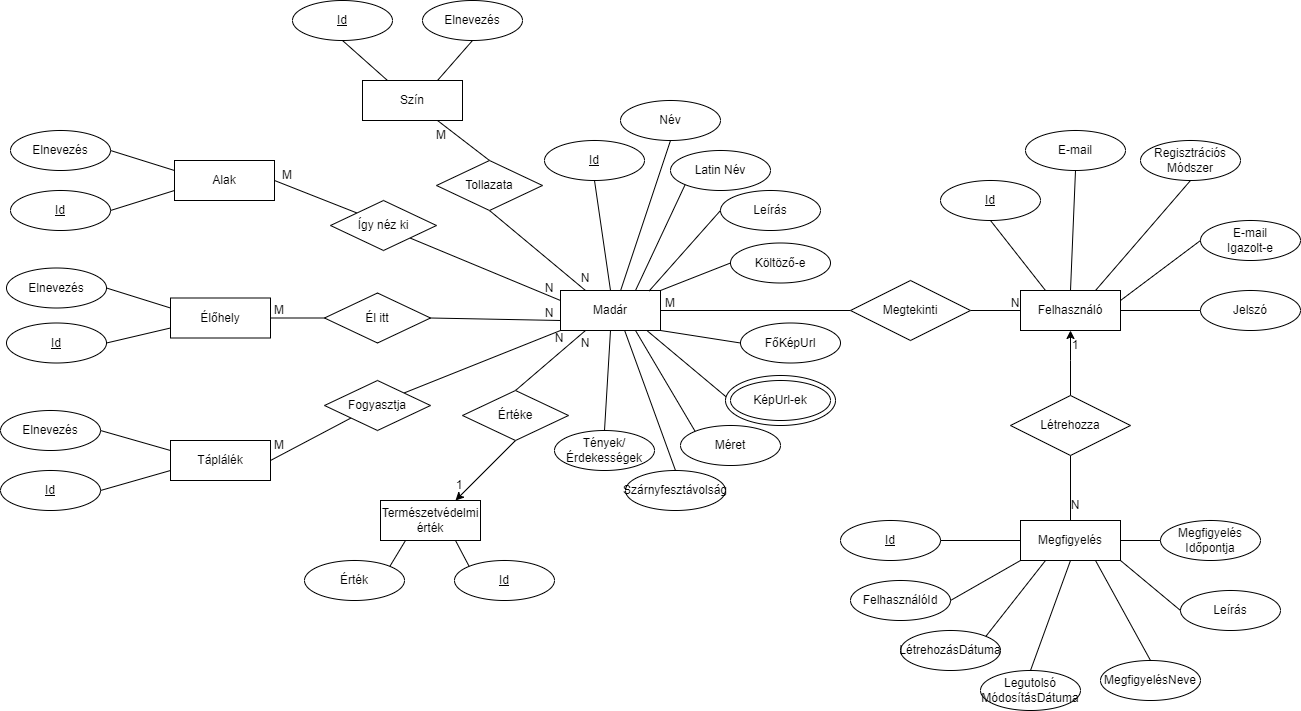 Id
Elnevezés
Szín
M
Tollazata
N
Elnevezés
Id
Alak
M
Így néz ki
N
Elnevezés
Id
Élőhely
M
Él itt
N
Elnevezés
Id
Táplálék
M
Fogyasztja
N
Értéke
N
1
Természetvédelmi
érték
Érték
Id
Id
Név
Latin Név
Leírás
Költöző-e
Madár
FőKépUrl
KépUrl-ek
Méret
Szárnyfesztávolság
Tények/
Érdekességek
M
Megtekinti
N
Id
E-mail
Regisztrációs
Módszer
E-mail
Igazolt-e
Jelszó
Felhasználó
1
Létrehozza
N
Megfigyelés
Id
FelhasználóId
LétrehozásDátuma
Legutolsó
MódosításDátuma
MegfigyelésNeve
Leírás
Megfigyelés
Időpontja